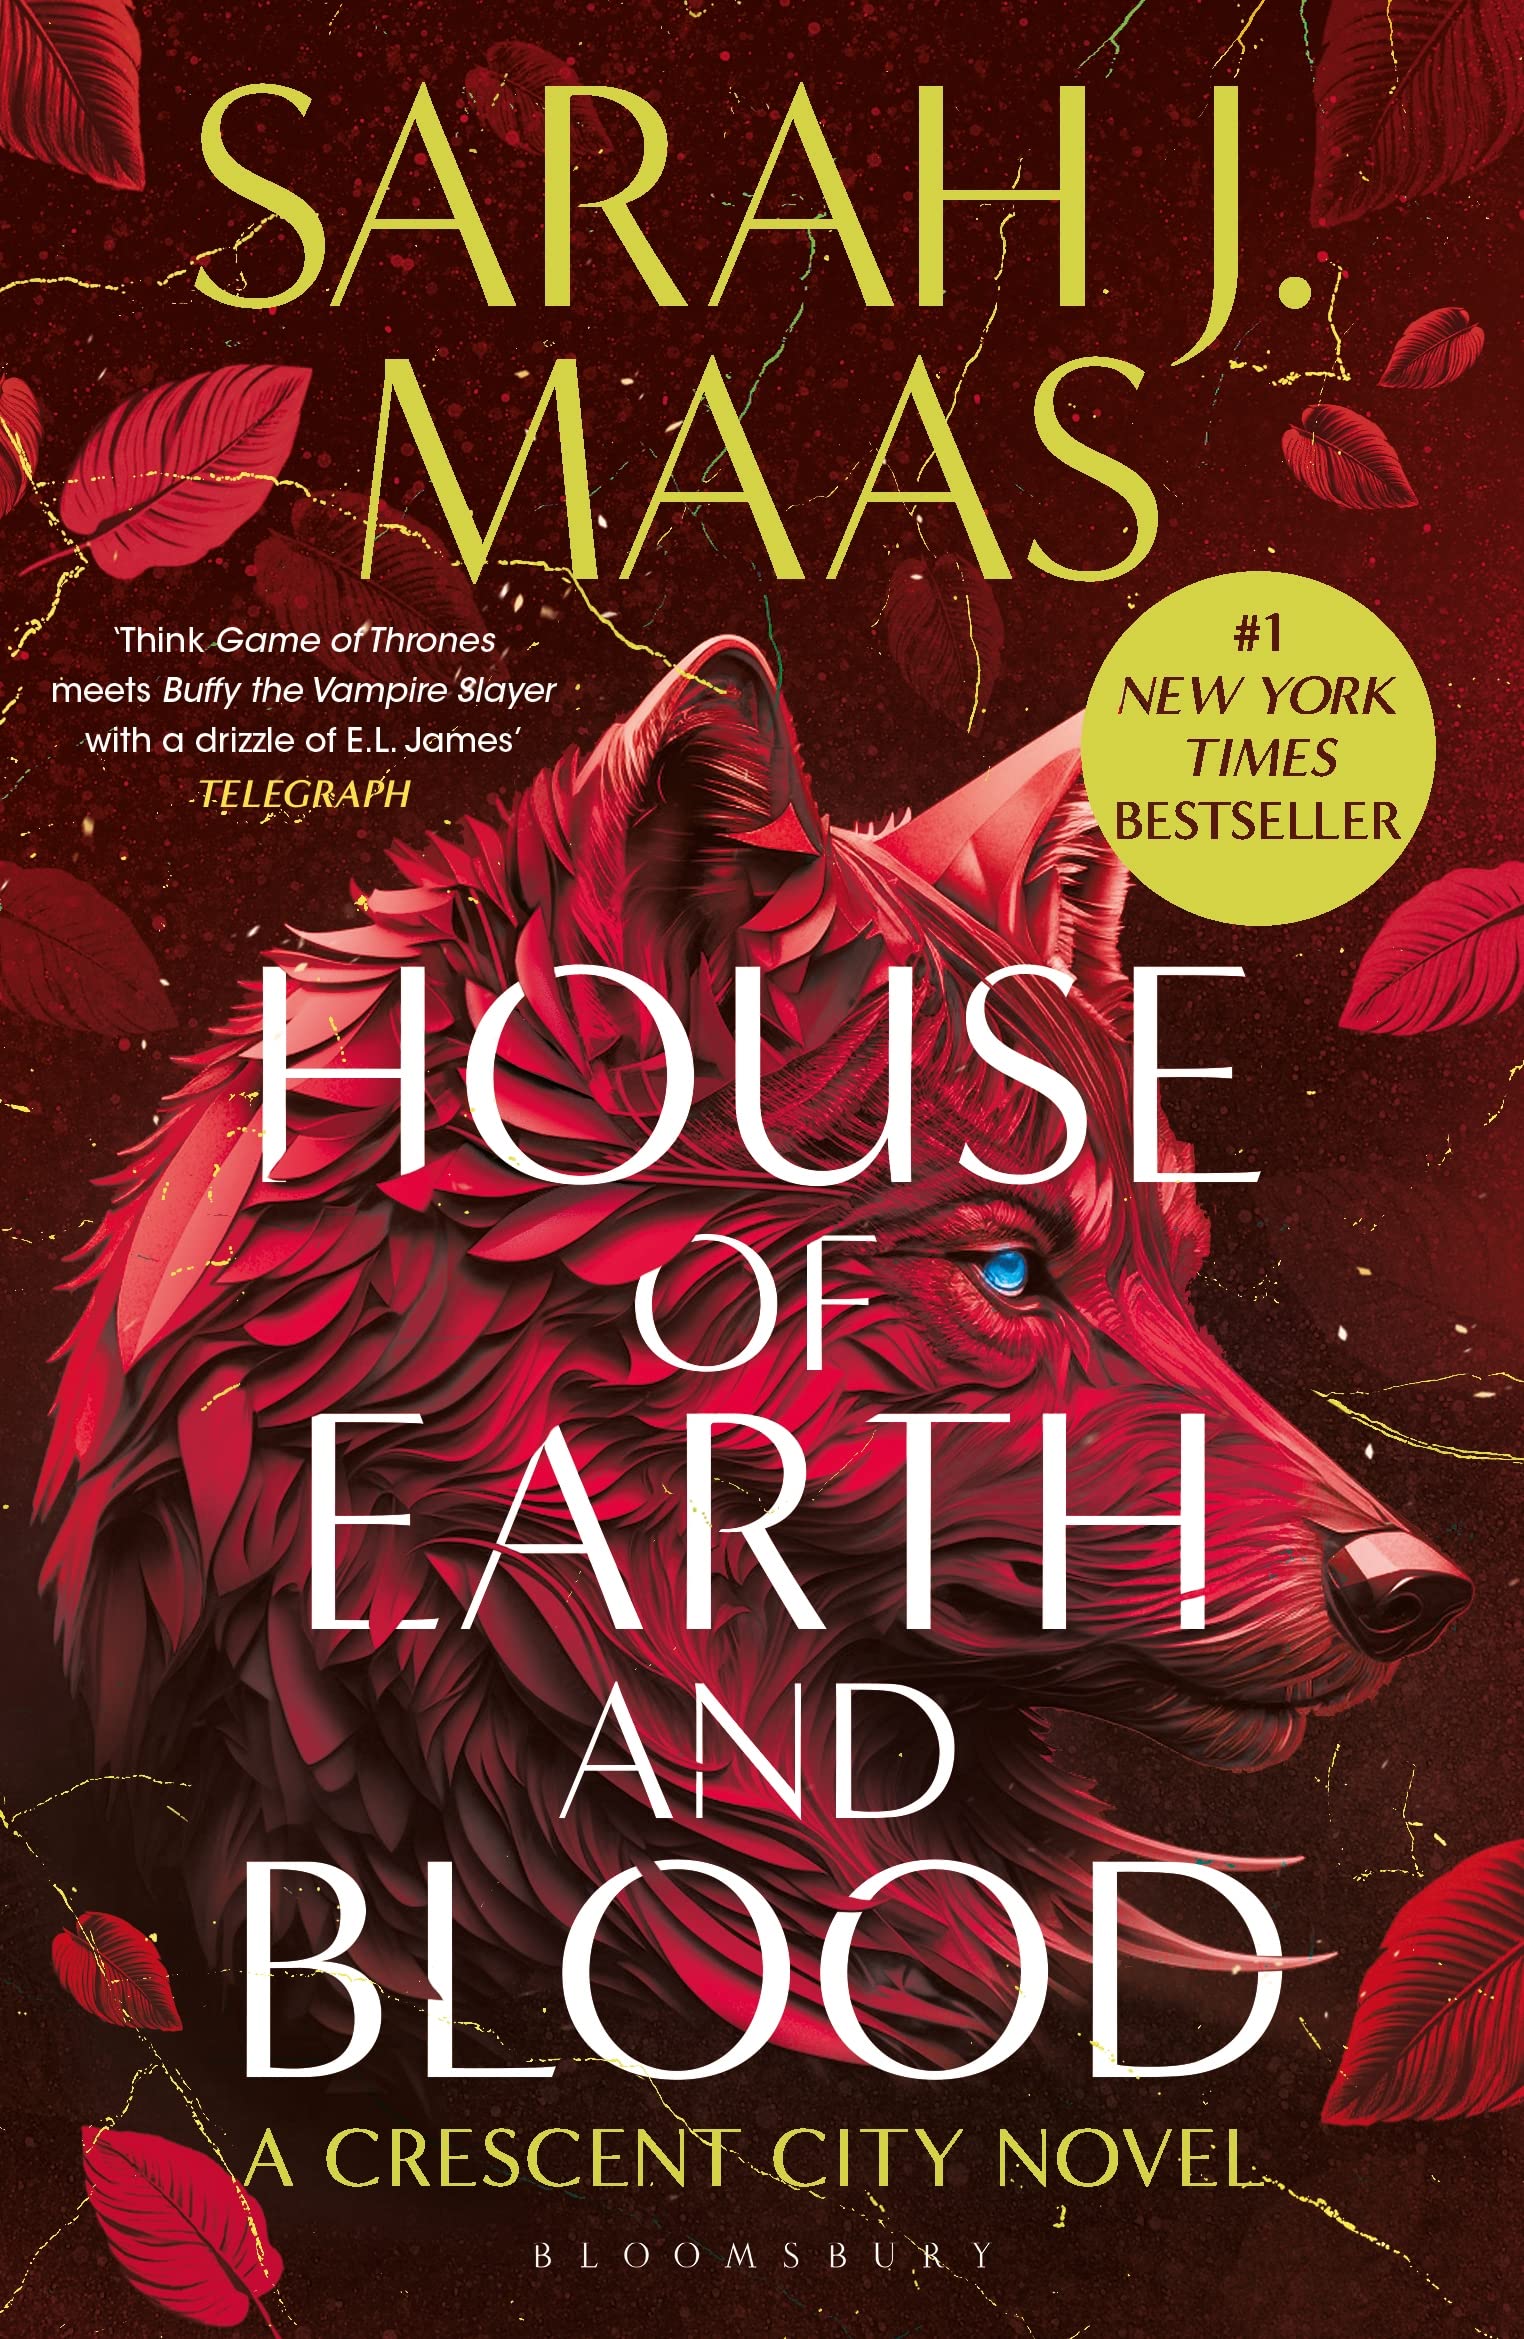 SARAH J.
MAAS
‘Think Game of Thrones
meets Buffy the Vampire Slayer
with a drizzle of E.L. James’
TELEGRAPH
#1
NEW YORK
TIMES
BESTSELLER
HOUSE
OF
EARTH
AND
BLOOD
A CRESCENT CITY NOVEL
BLOOMSBURY